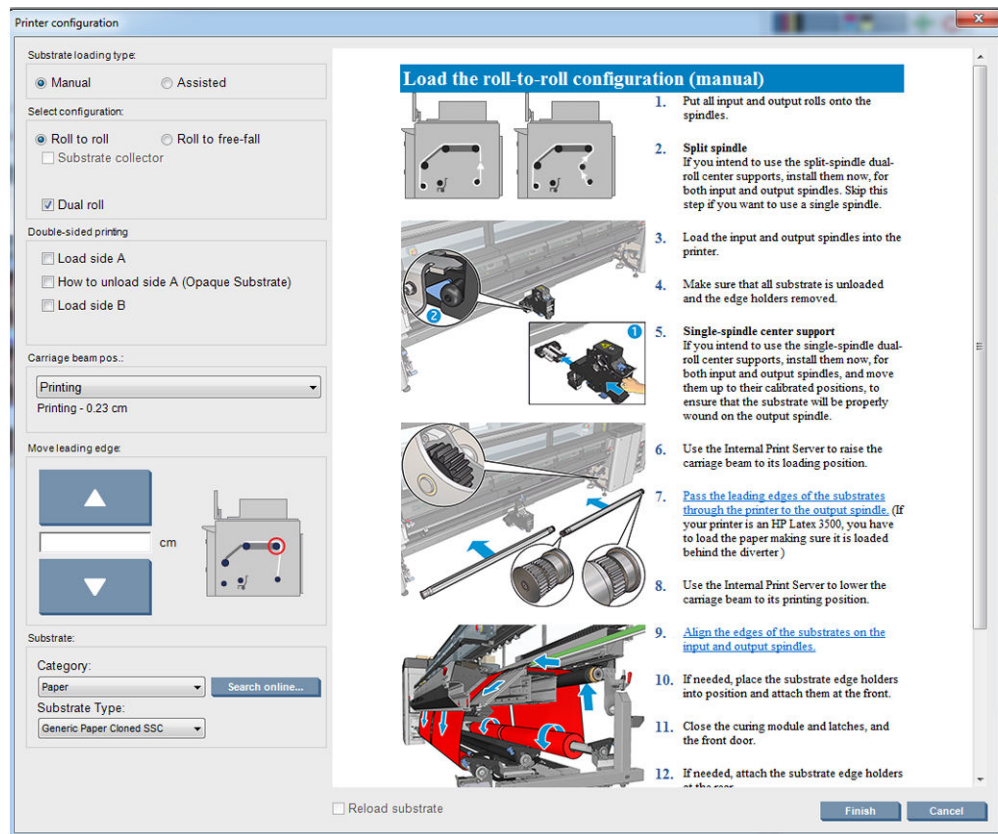 Printer configuration
Substrate loading type:
Manual
Assisted
Select configuration:
Roll to roll
Roll to free-fall
Substrate collector
Dual roll
Double-sided printing
Load side A
How to unload side A (Opaque Substrate)
Load side B
Carriage beam pos.:
Printing
Printing - 0.23 cm
Move leading edge:
cm
Substrate:
Category:
Paper
Search online...
Substrate Type:
Generic Paper Cloned SSC
Load the roll-to-roll configuration (manual)
1. Put all input and output rolls onto the
spindles.
2. Split spindle
If you intend to use the split-spindle dual-
roll center supports, install them now, for
both input and output spindles. Skip this
step if you want to use a single spindle.
3. Load the input and output spindles into the
printer.
4. Make sure that all substrate is unloaded
and the edge holders removed.
5. Single-spindle center support
If you intend to use the single-spindle dual-
roll center supports, install them now, for
both input and output spindles, and move
them up to their calibrated positions, to
ensure that the substrate will be properly
wound on the output spindle.
6. Use the Internal Print Server to raise the
carriage beam to its loading position.
7. Pass the leading edges of the substrates
through the printer to the output spindle. (If
your printer is an HP Latex 3500, you have
to load the paper making sure it is loaded
behind the diverter)
8. Use the Internal Print Server to lower the
carriage beam to its printing position.
9. Align the edges of the substrates on the
input and output spindles.
10. If needed, place the substrate edge holders
into position and attach them at the front.
11. Close the curing module and latches, and
the front door.
12. If needed, attach the substrate edge holders
at the rear.
2
1
Reload substrate
Finish
Cancel